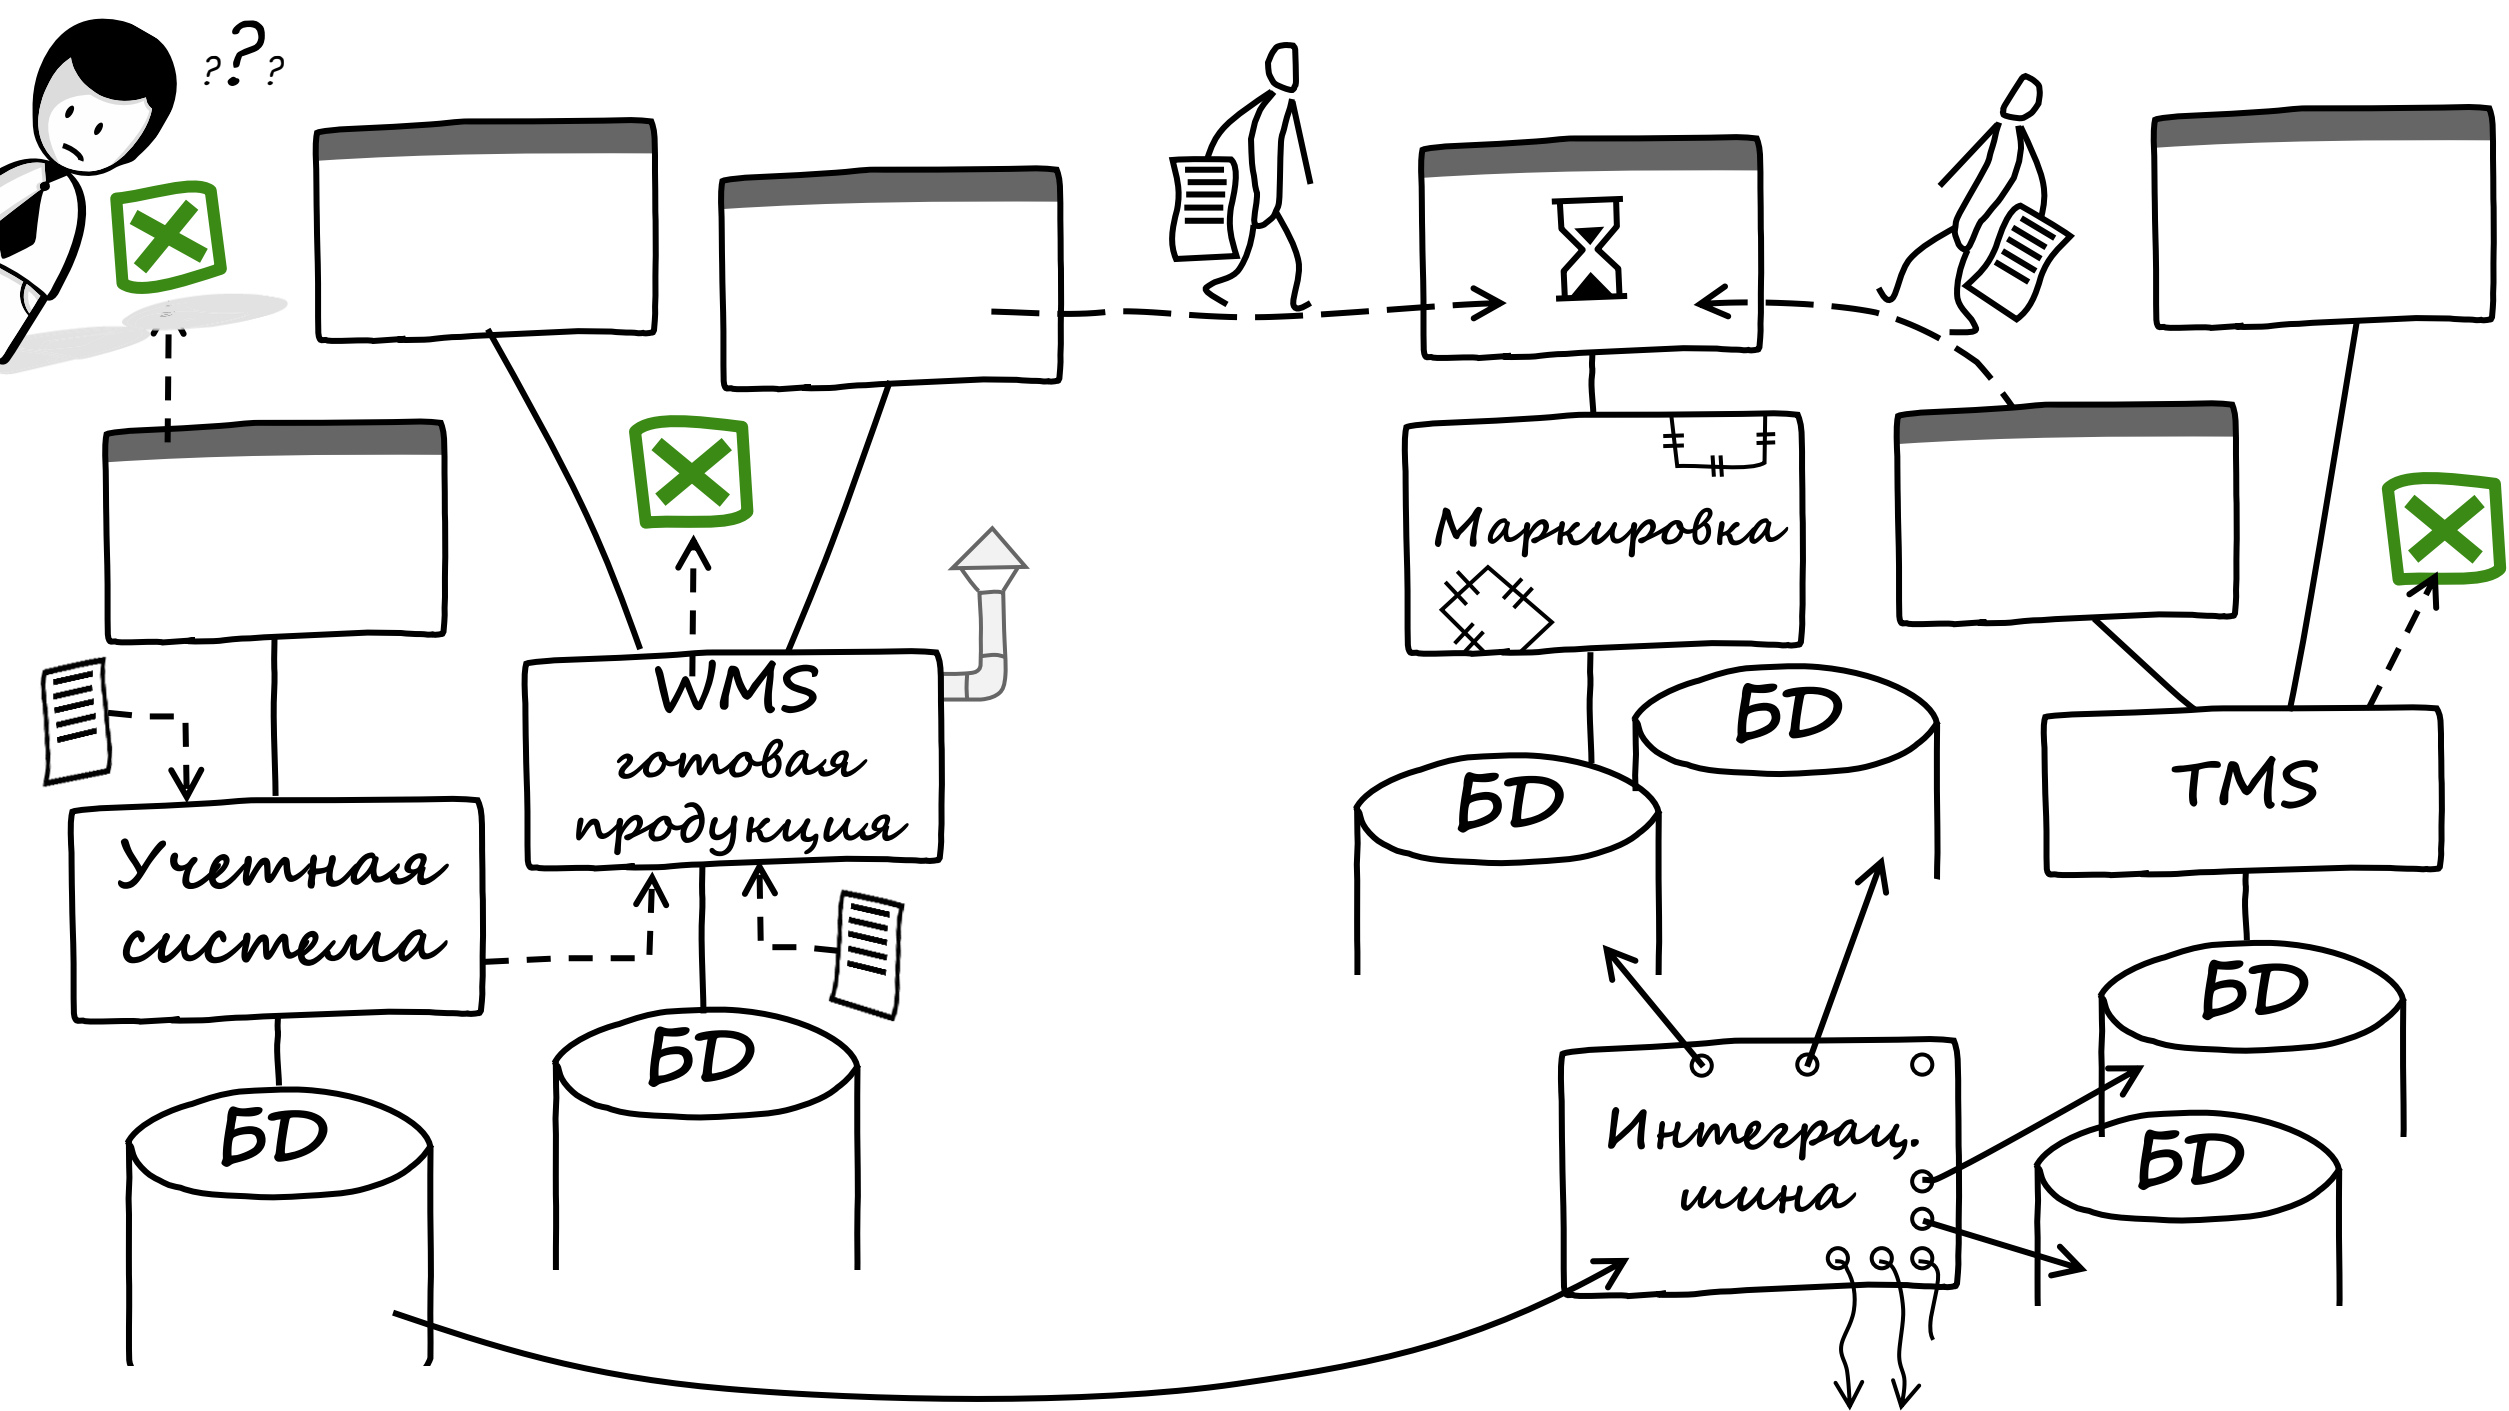 ? ? ?
Маркировка
WMS
готовая
продукция
БД
БД
TMS
Учетная
система
БД
БД
БД
БД
Интеграц.
шина